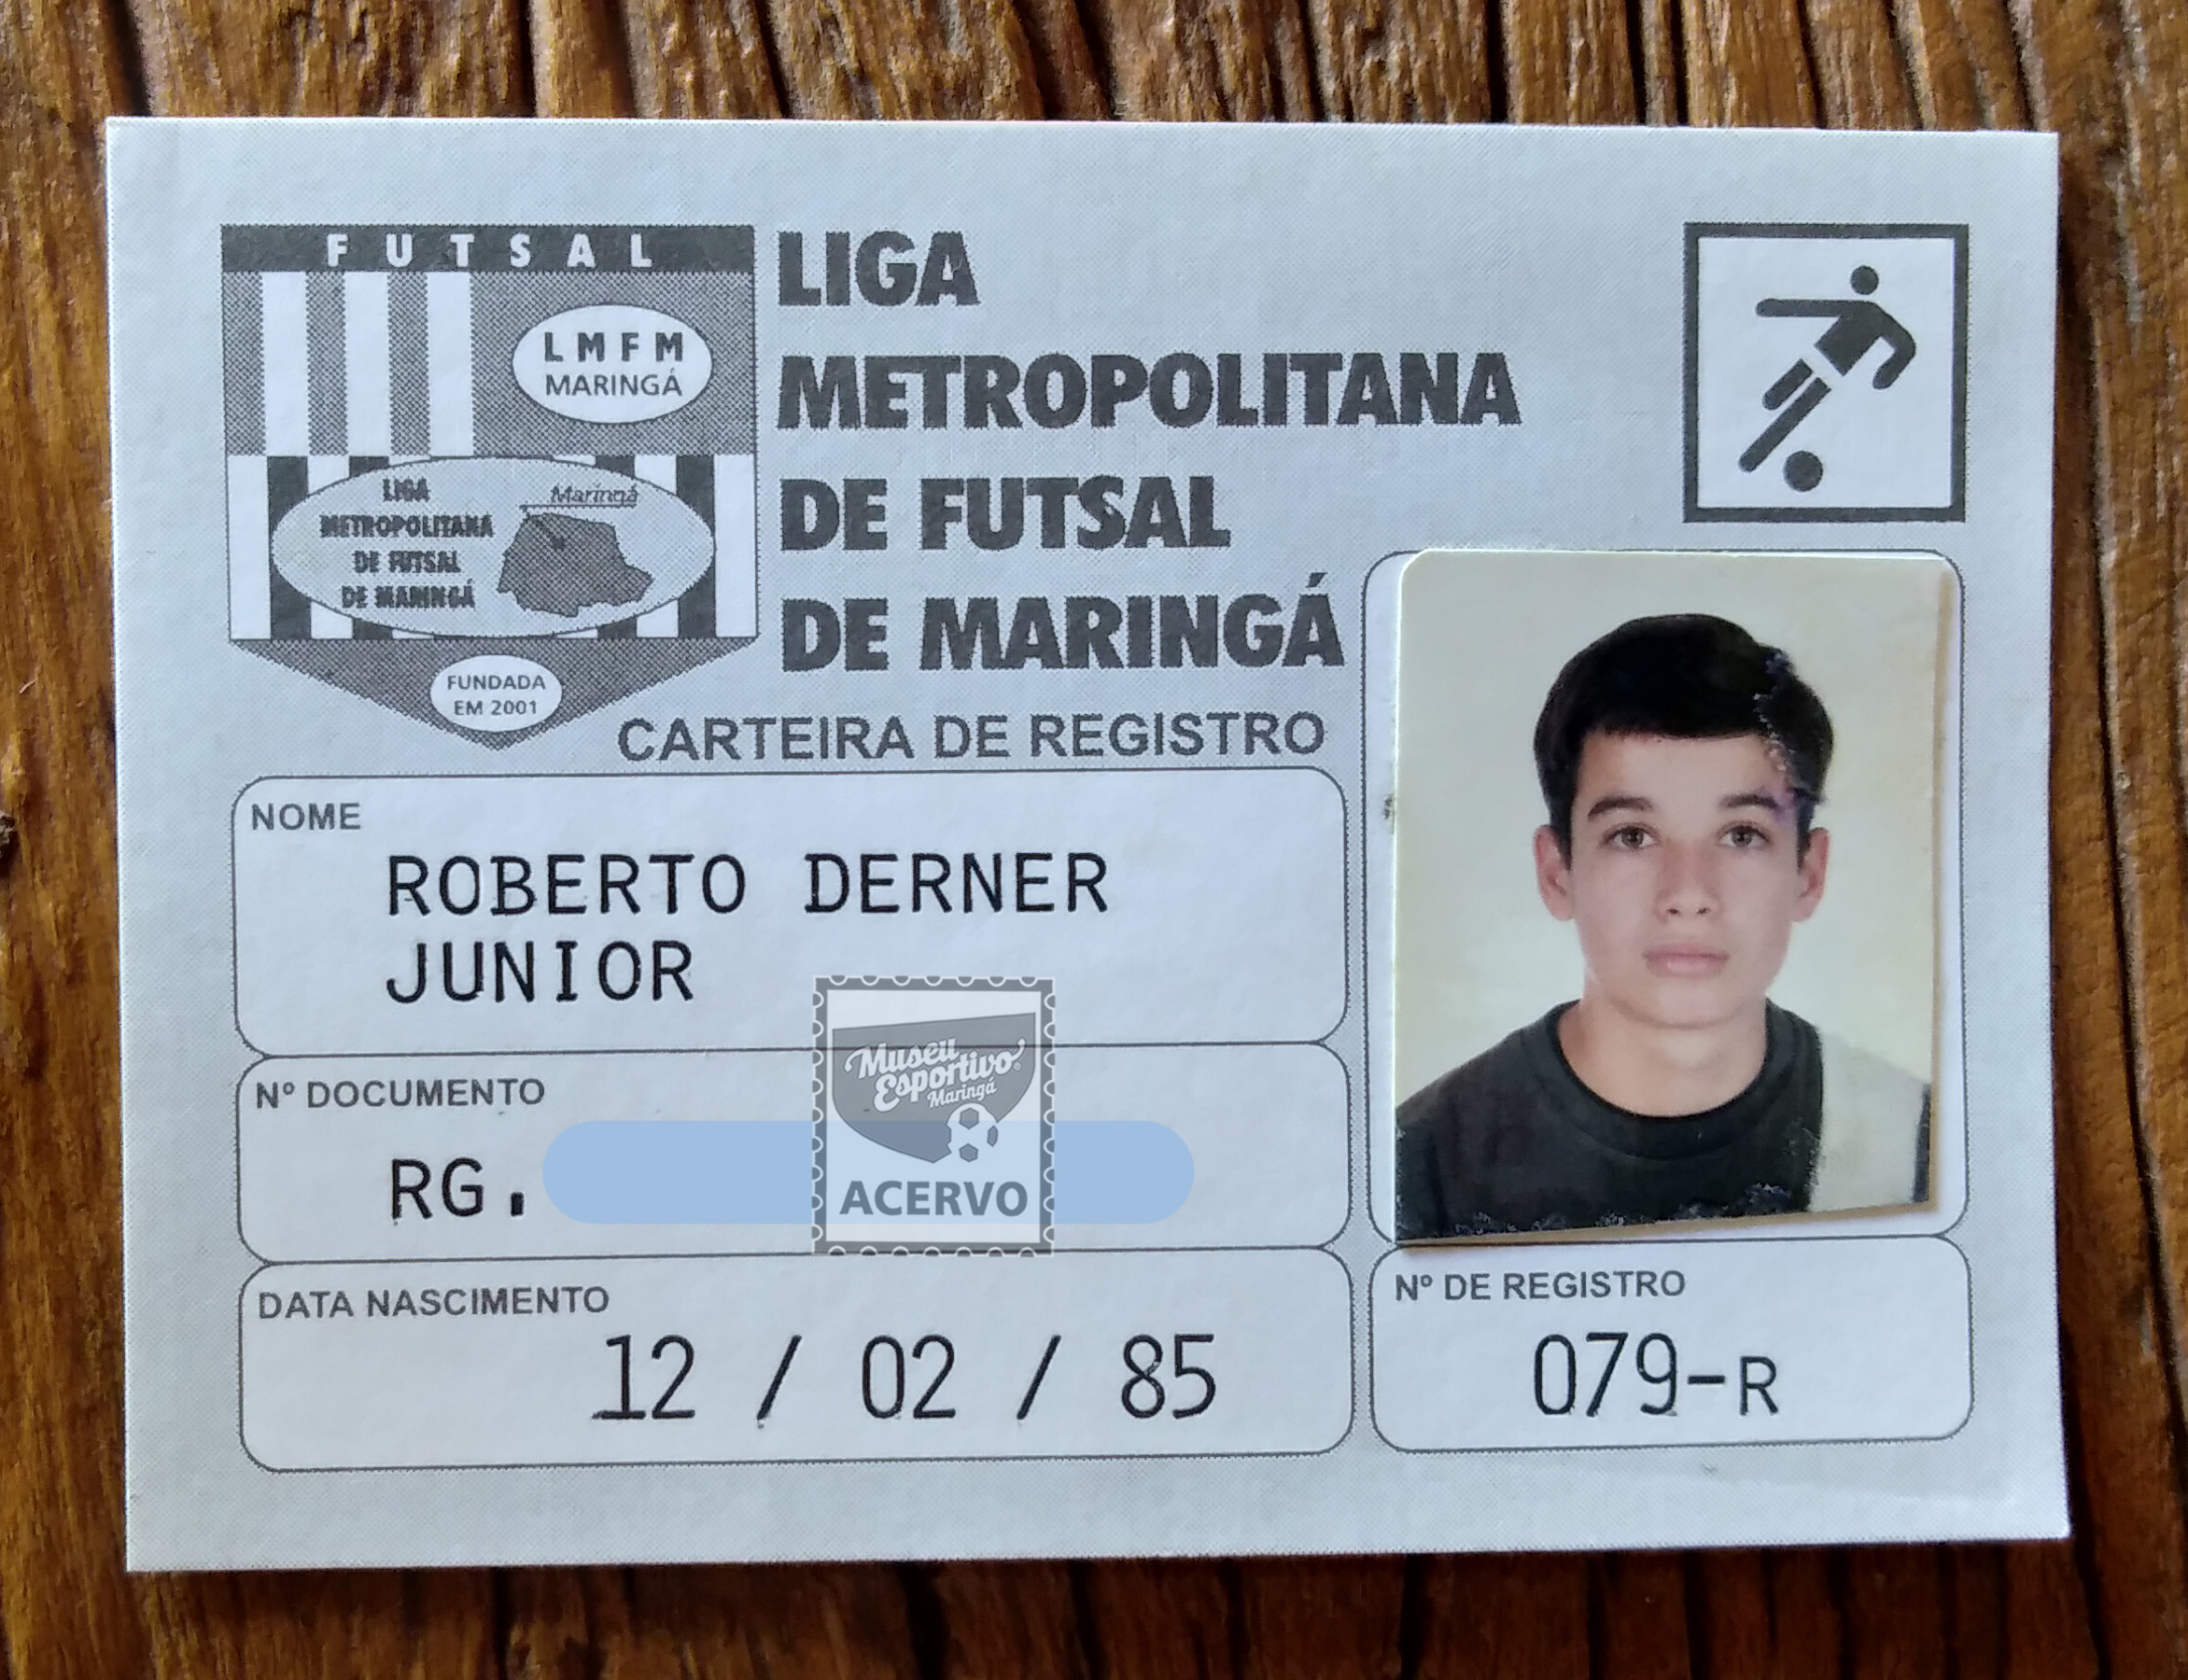 FUTSAL
LMFM
MARINGÁ
LIGA
METROPOLITANA
DE FUTSAL
DE MARINGÁ
Maringá
FUNDADA
EM 2001
LIGA
METROPOLITANA
DE FUTSAL
DE MARINGÁ
CARTEIRA DE REGISTRO
NOME
ROBERTO DERNER
JUNIOR
Nº DOCUMENTO
RG.
Museu
Esportivo®
Maringá
ACERVO
DATA NASCIMENTO
12 / 02 / 85
Nº DE REGISTRO
079-R